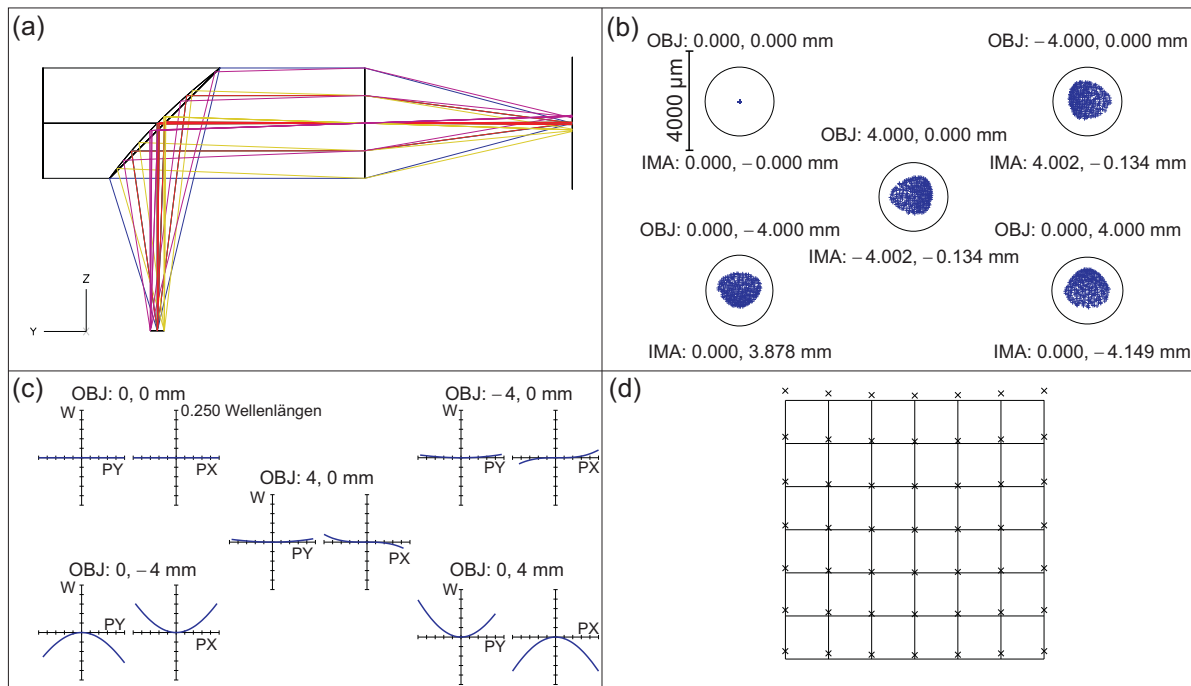 (a)
Z
Y
X
(b)
OBJ: 0.000, 0.000 mm
OBJ: −4.000, 0.000 mm
4000 µm
OBJ: 4.000, 0.000 mm
IMA: 0.000, −0.000 mm
IMA: 4.002, −0.134 mm
OBJ: 0.000, −4.000 mm
OBJ: 0.000, 4.000 mm
IMA: −4.002, −0.134 mm
IMA: 0.000, 3.878 mm
IMA: 0.000, −4.149 mm
(c)
OBJ: 0, 0 mm
W
0.250 Wellenlängen
PY
PX
OBJ: −4, 0 mm
W
PY
PX
OBJ: 4, 0 mm
W
PY
PX
OBJ: 0, −4 mm
W
PY
PX
OBJ: 0, 4 mm
W
PY
PX
(d)